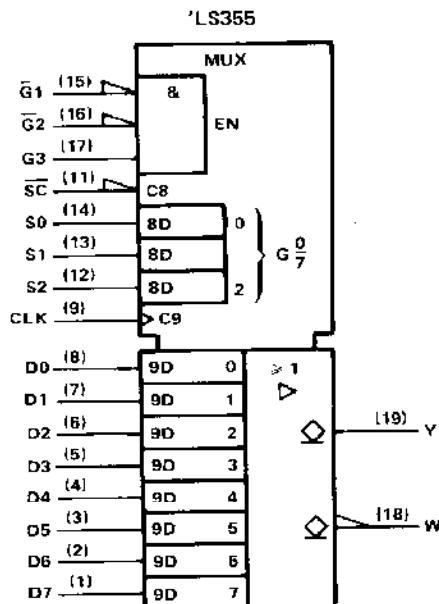 'LS355
MUX
G̅1 (15) & EN
G̅2 (16)
G3 (17)
S̅C̅ (11) C8
S0 (14) 8D 0
S1 (13) 8D G 0/7
S2 (12) 8D 2
CLK (9) C9
D0 (8) 9D 0 ≥ 1
D1 (7) 9D 1
D2 (6) 9D 2 (19) Y
D3 (5) 9D 3
D4 (4) 9D 4
D5 (3) 9D 5 (18) W
D6 (2) 9D 6
D7 (1) 9D 7